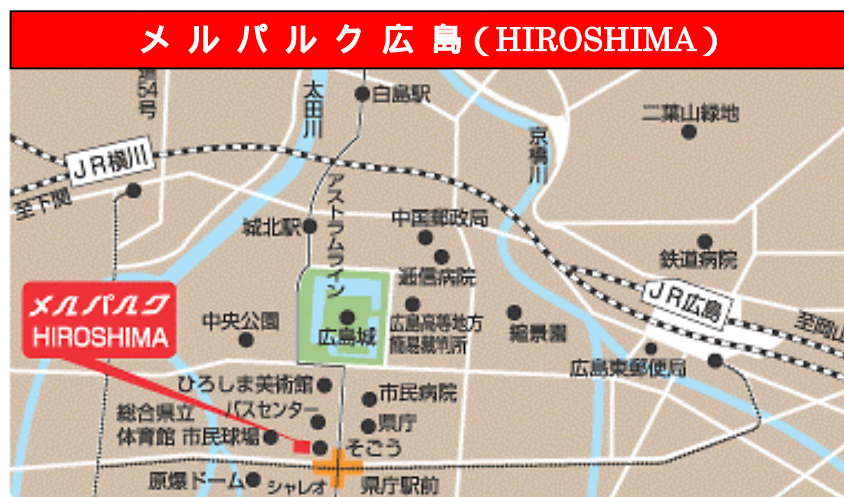 メルパルク広島(HIROSHIMA)
道54号
太田川
白島駅
二葉山緑地
京橋川
JR横川
至下関
アストラムライン
城北駅
中国郵政局
逓信病院
鉄道病院
JR広島
至岡山
メルパルク
HIROSHIMA
中央公園
広島城
広島高等地方
簡易裁判所
縮景園
広島東郵便局
ひろしま美術館
市民病院
総合県立
体育館
バスセンター
県庁
市民球場
そごう
原爆ドーム
シャレオ
県庁駅前